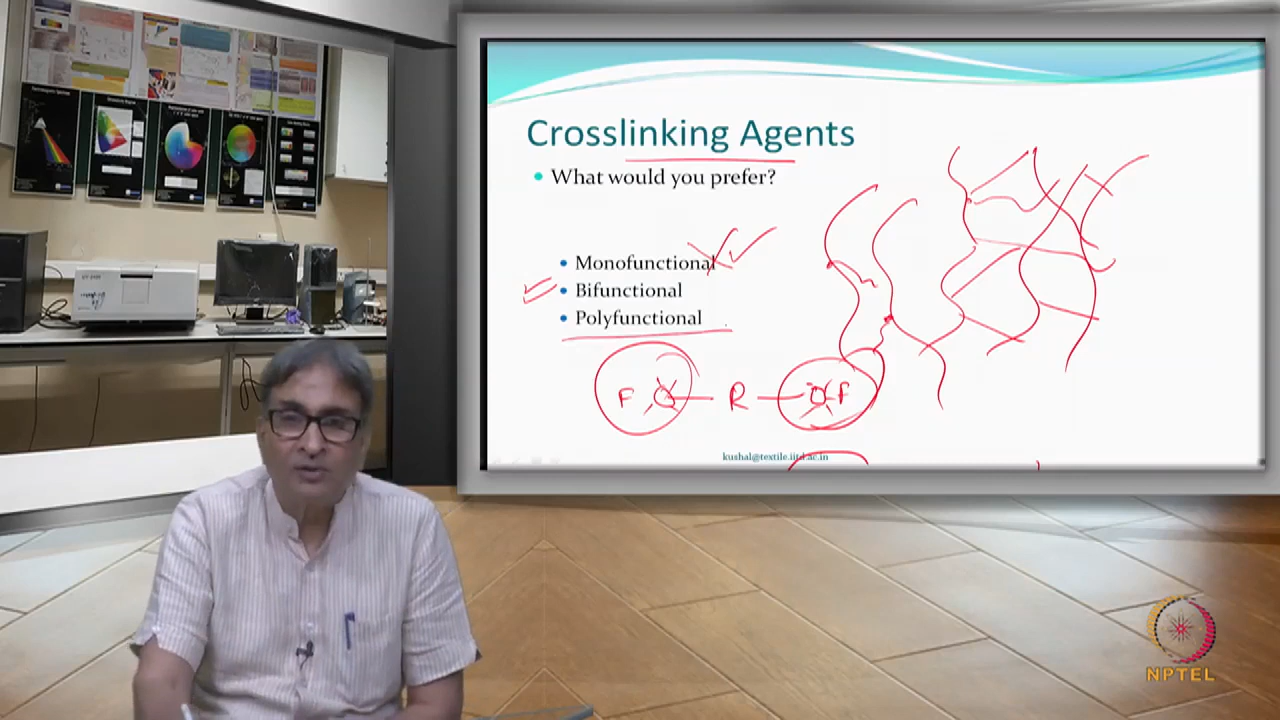 Crosslinking Agents
• What would you prefer?
• Monofunctional
• Bifunctional
• Polyfunctional
F
R
F
kushal@textile.iitd.ac.in
NPTEL